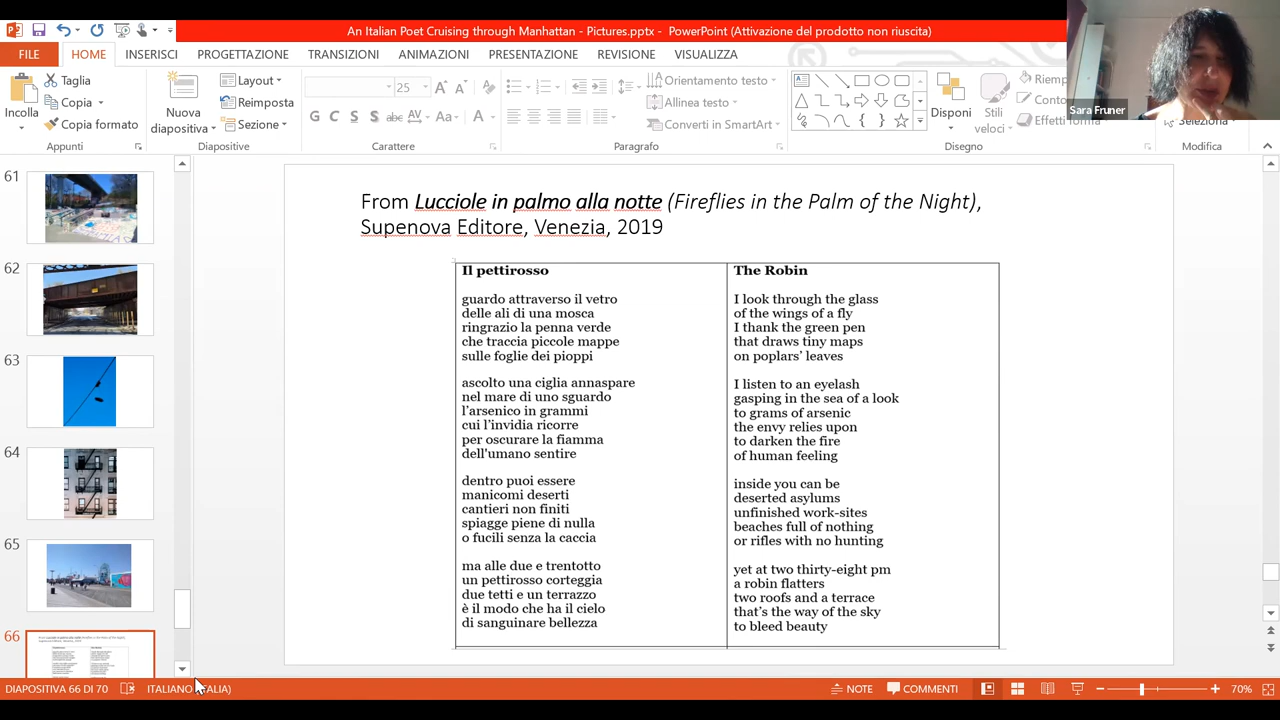 An Italian Poet Cruising through Manhattan - Pictures.pptx - PowerPoint (Attivazione del prodotto non riuscita)
FILE HOME INSERISCI PROGETTAZIONE TRANSIZIONI ANIMAZIONI PRESENTAZIONE REVISIONE VISUALIZZA
Incolla
Taglia
Copia
Copia formato
Appunti
Nuova
diapositiva
Layout
Reimposta
Sezione
Diapositive
25
G C S S abc AV Aa A
Carattere
Orientamento testo
Allinea testo
Converti in SmartArt
Paragrafo
Disponi
Stili
veloci
Disegno
Modifica
Sara Fruner
61
62
63
64
65
66
From Lucciole in palmo alla notte (Fireflies in the Palm of the Night),
Supenova Editore, Venezia, 2019
Il pettirosso
guardo attraverso il vetro
delle ali di una mosca
ringrazio la penna verde
che traccia piccole mappe
sulle foglie dei pioppi
ascolto una ciglia annaspare
nel mare di uno sguardo
l'arsenico in grammi
cui l'invidia ricorre
per oscurare la fiamma
dell'umano sentire
dentro puoi essere
manicomi deserti
cantieri non finiti
spiagge piene di nulla
o fucili senza la caccia
ma alle due e trentotto
un pettirosso corteggia
due tetti e un terrazzo
è il modo che ha il cielo
di sanguinare bellezza
The Robin
I look through the glass
of the wings of a fly
I thank the green pen
that draws tiny maps
on poplars' leaves
I listen to an eyelash
gasping in the sea of a look
to grams of arsenic
the envy relies upon
to darken the fire
of human feeling
inside you can be
deserted asylums
unfinished work-sites
beaches full of nothing
or rifles with no hunting
yet at two thirty-eight pm
a robin flatters
two roofs and a terrace
that's the way of the sky
to bleed beauty
DIAPOSITIVA 66 DI 70 ITALIANO NOTE COMMENTI 70%